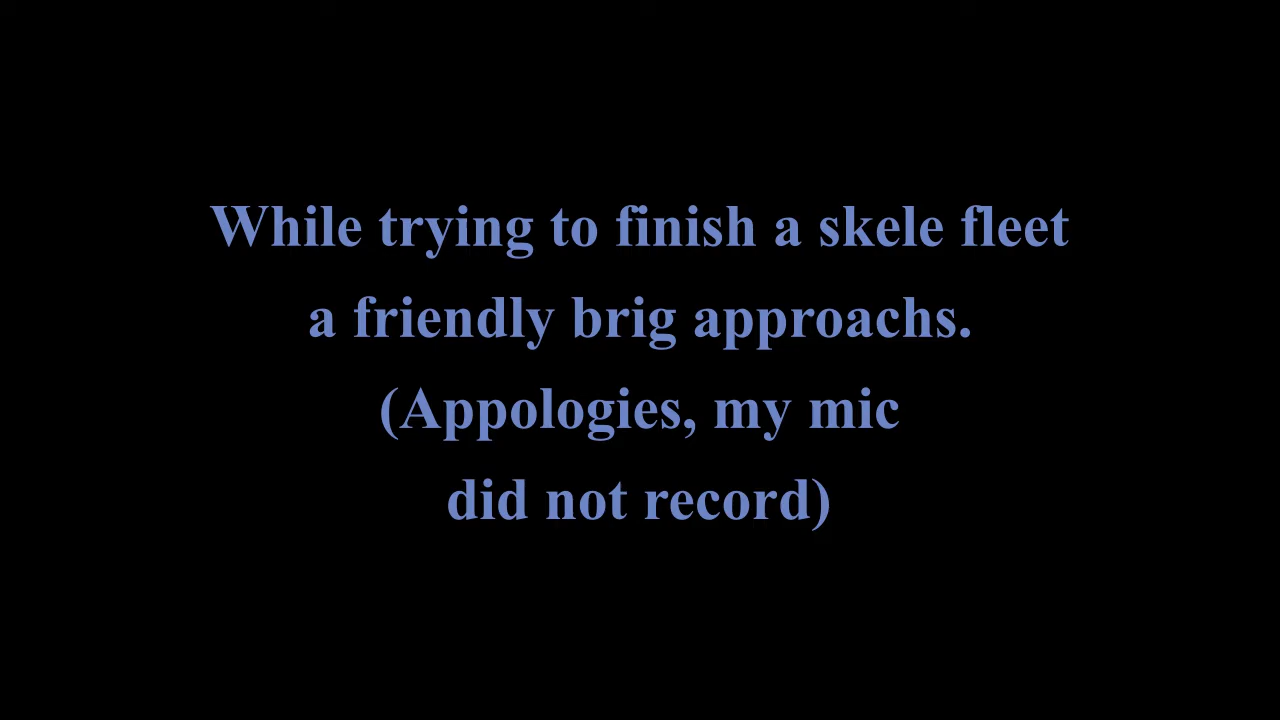 While trying to finish a skele fleet
a friendly brig approachs.
(Appologies, my mic
did not record)